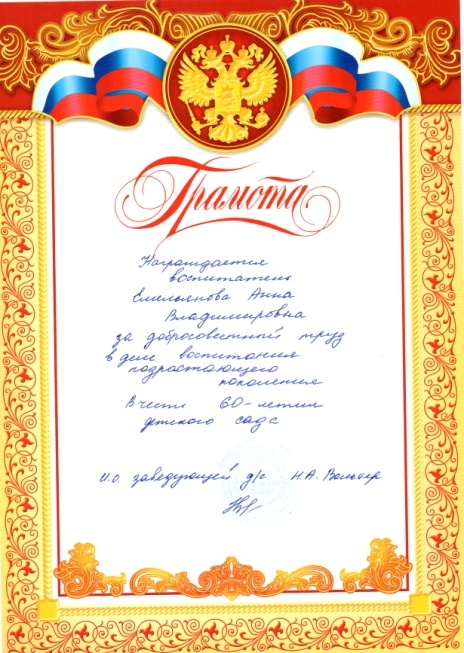 Грамота
Награждается
воспитатель
Емельянова Анна
Владимировна
за добросовестный труд
в деле воспитания
подрастающего
поколения
В честь 60-летия
детского сада
И.о. заведующей д/с Н.А. Вольтер